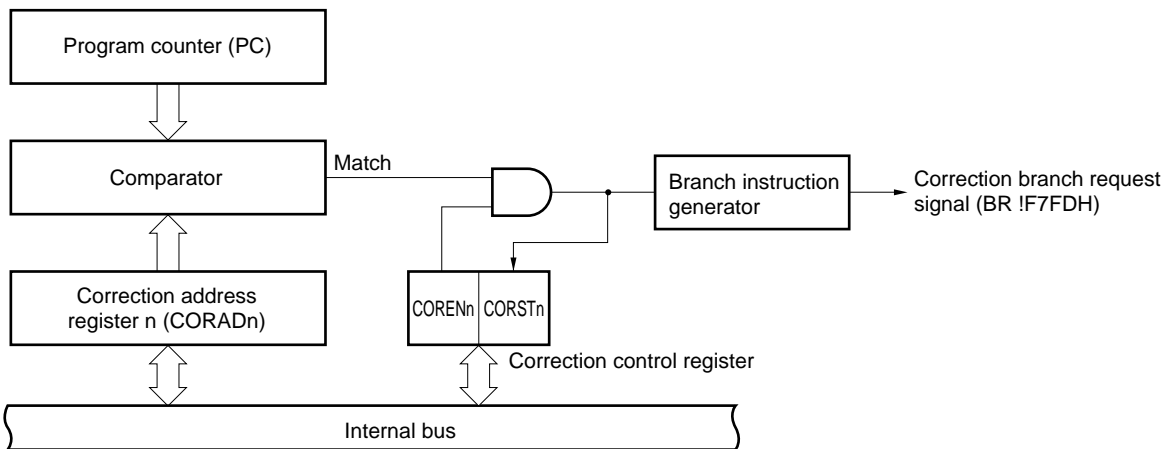 Program counter (PC)
Comparator
Match
Branch instruction
generator
Correction branch request
signal (BR !F7FDH)
Correction address
register n (CORADn)
CORENn
CORSTn
Correction control register
Internal bus